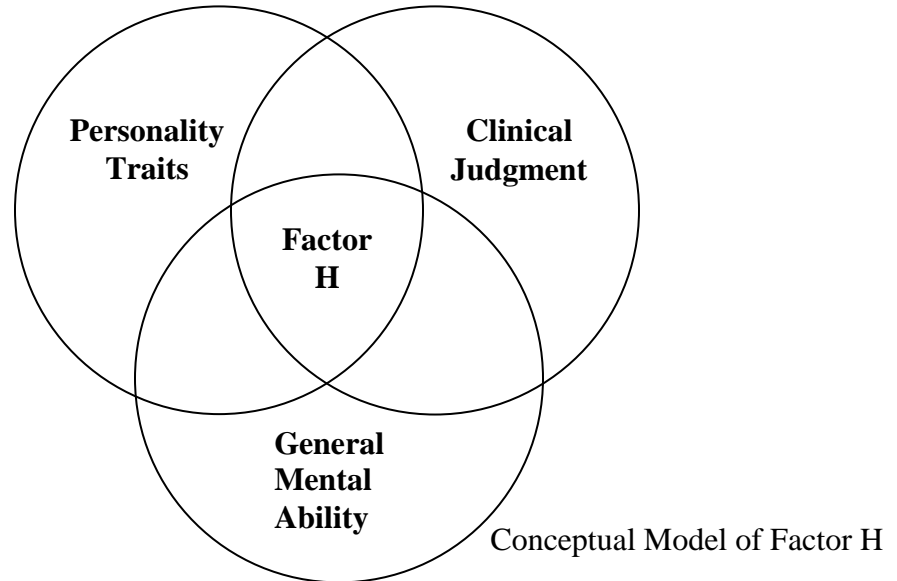 Personality
Traits
Clinical
Judgment
Factor
H
General
Mental
Ability
Conceptual Model of Factor H